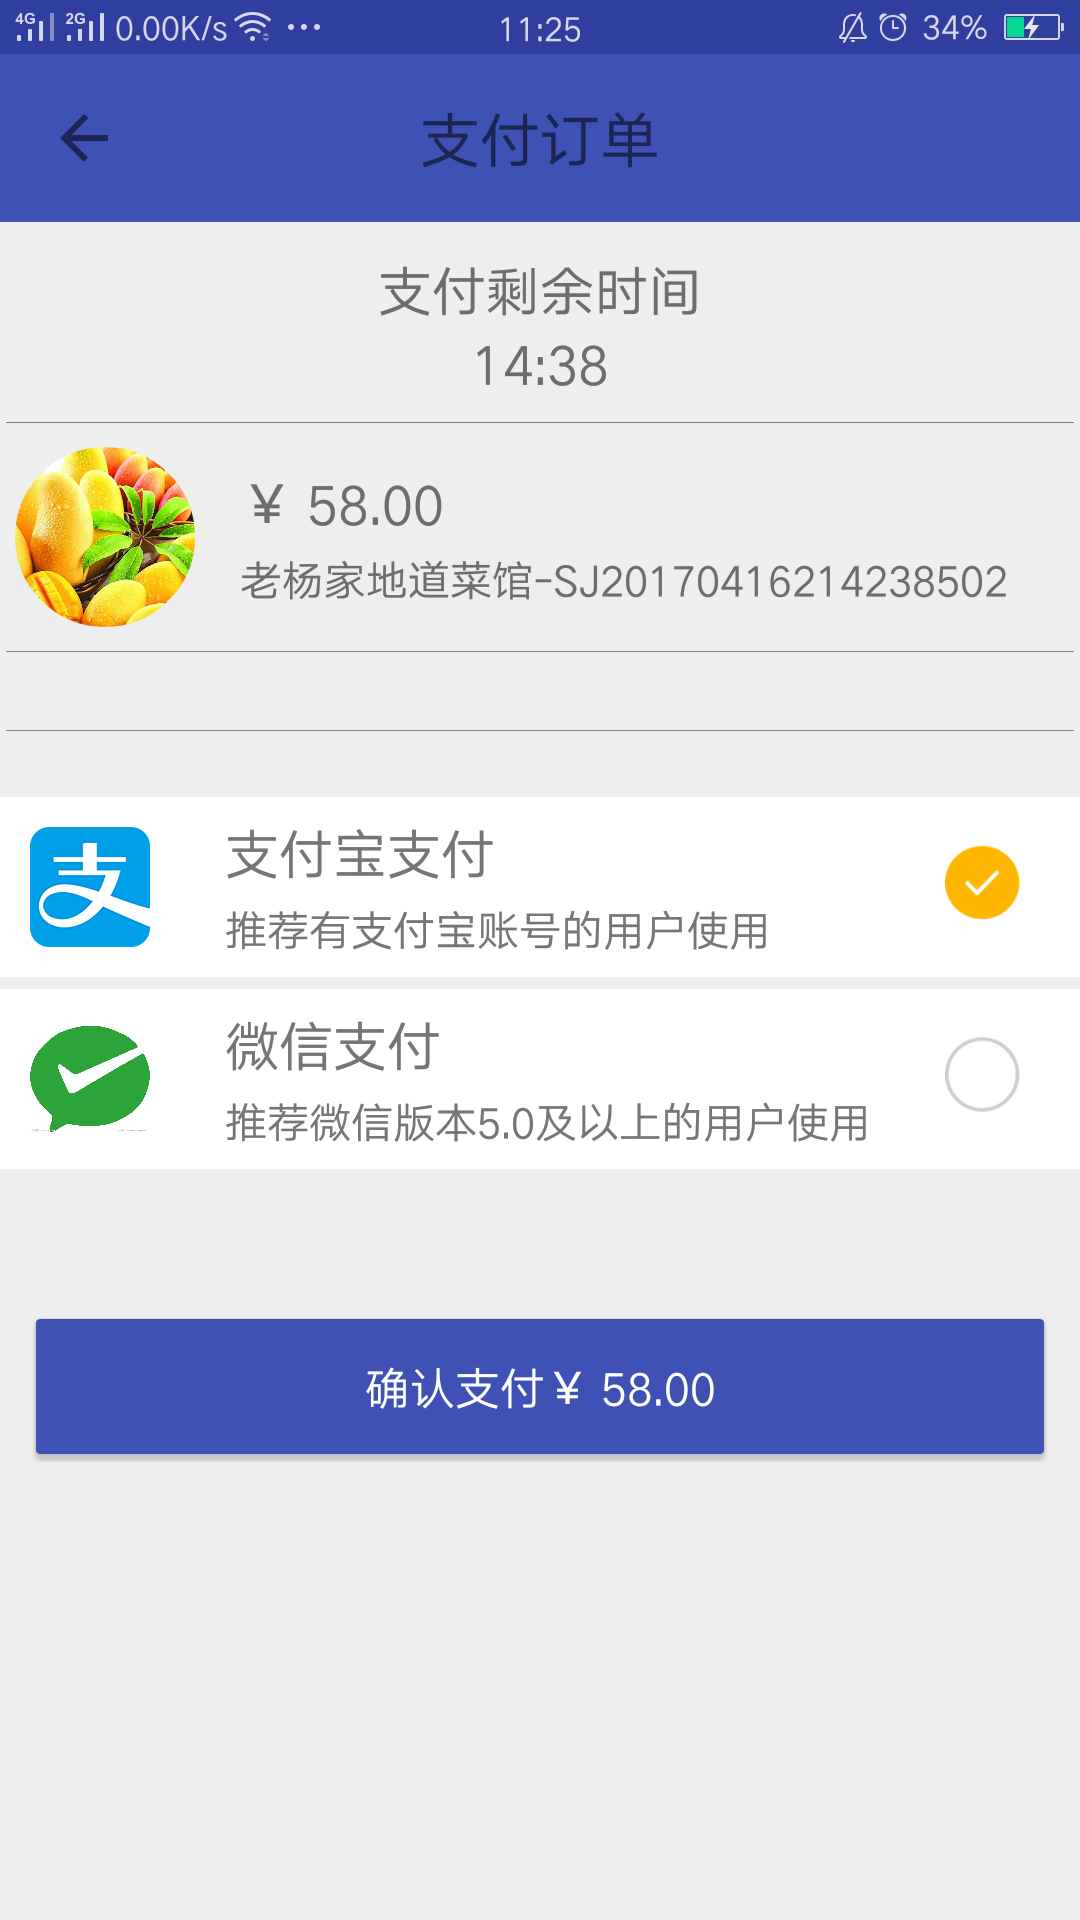 4G 2G 0.00K/s ··· 11:25 34%
支付订单
支付剩余时间
14:38
¥ 58.00
老杨家地道菜馆-SJ20170416214238502
支
支付宝支付
推荐有支付宝账号的用户使用
微信支付
推荐微信版本5.0及以上的用户使用
确认支付¥ 58.00